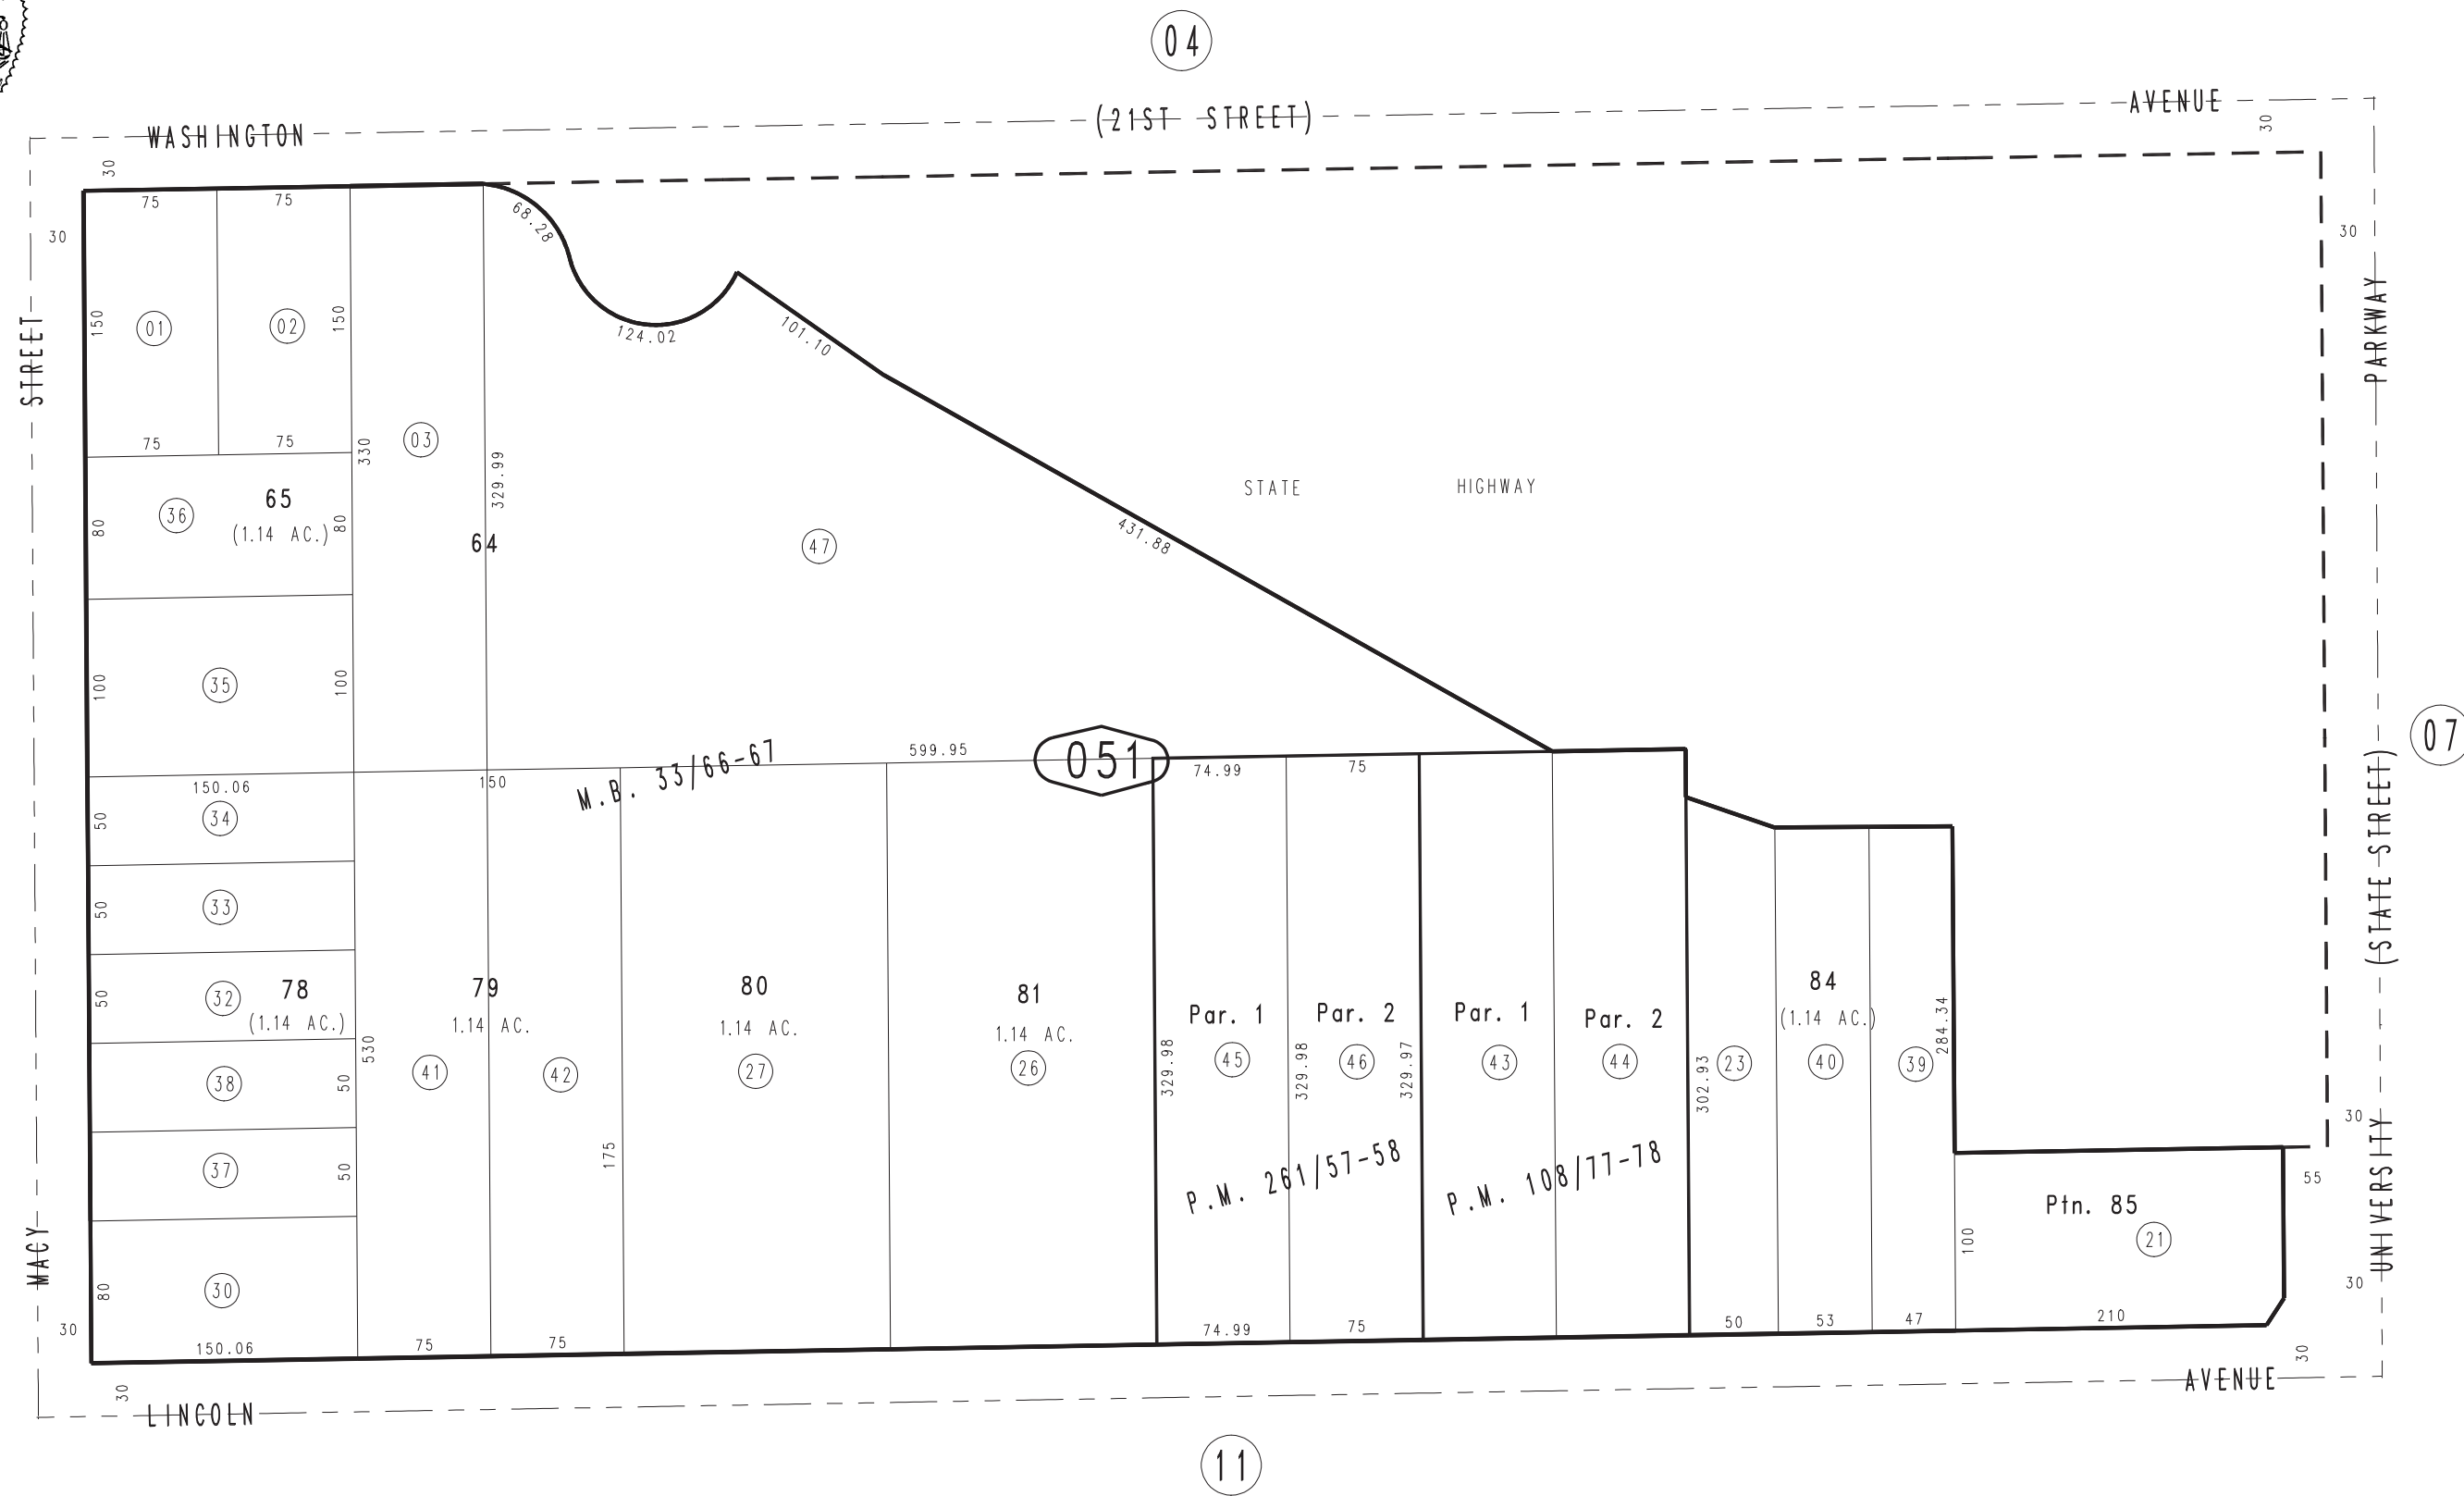 04
WASHINGTON (21ST STREET) AVENUE
30 30
75 75
30 30
68.28
150 01 02 150
124.02 101.10
STREET PARKWAY
75 75
330 03 329.99
36 65
(1.14 AC.)
80 80
64 47
431.88
STATE HIGHWAY
100 35 100
051
07
M.B. 33/66-67
599.95
150.06 150
74.99 75
50 34
50 33
(STATE STREET)
50 32 78
(1.14 AC.)
79
1.14 AC.
80
1.14 AC.
81
1.14 AC.
Par. 1 Par. 2 Par. 1 Par. 2
84
(1.14 AC.)
284.34
530 41 42 27 26
329.98 45 329.98 46 329.97 43 44
302.93 23 40 39
38 50
37 50
175
P.M. 261/57-58
P.M. 108/77-78
30
55
Ptn. 85
21
100
MACY UNIVERSITY
80 30
30 30
150.06 75 75 74.99 75 50 53 47 210
30 30
LINCOLN AVENUE
11